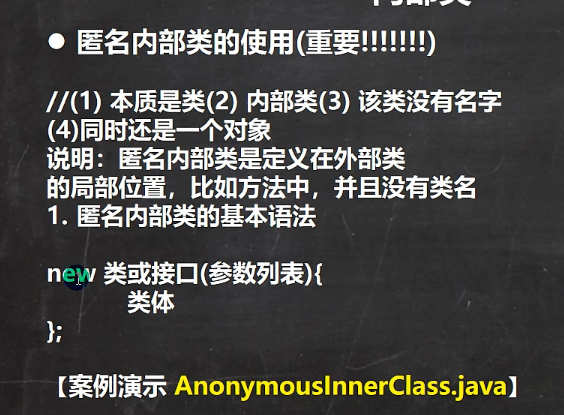 ● 匿名内部类的使用(重要!!!!!!!)
//(1) 本质是类(2) 内部类(3) 该类没有名字
(4)同时还是一个对象
说明：匿名内部类是定义在外部类
的局部位置，比如方法中，并且没有类名
1. 匿名内部类的基本语法
new 类或接口(参数列表){
类体
};
【案例演示 AnonymousInnerClass.java】